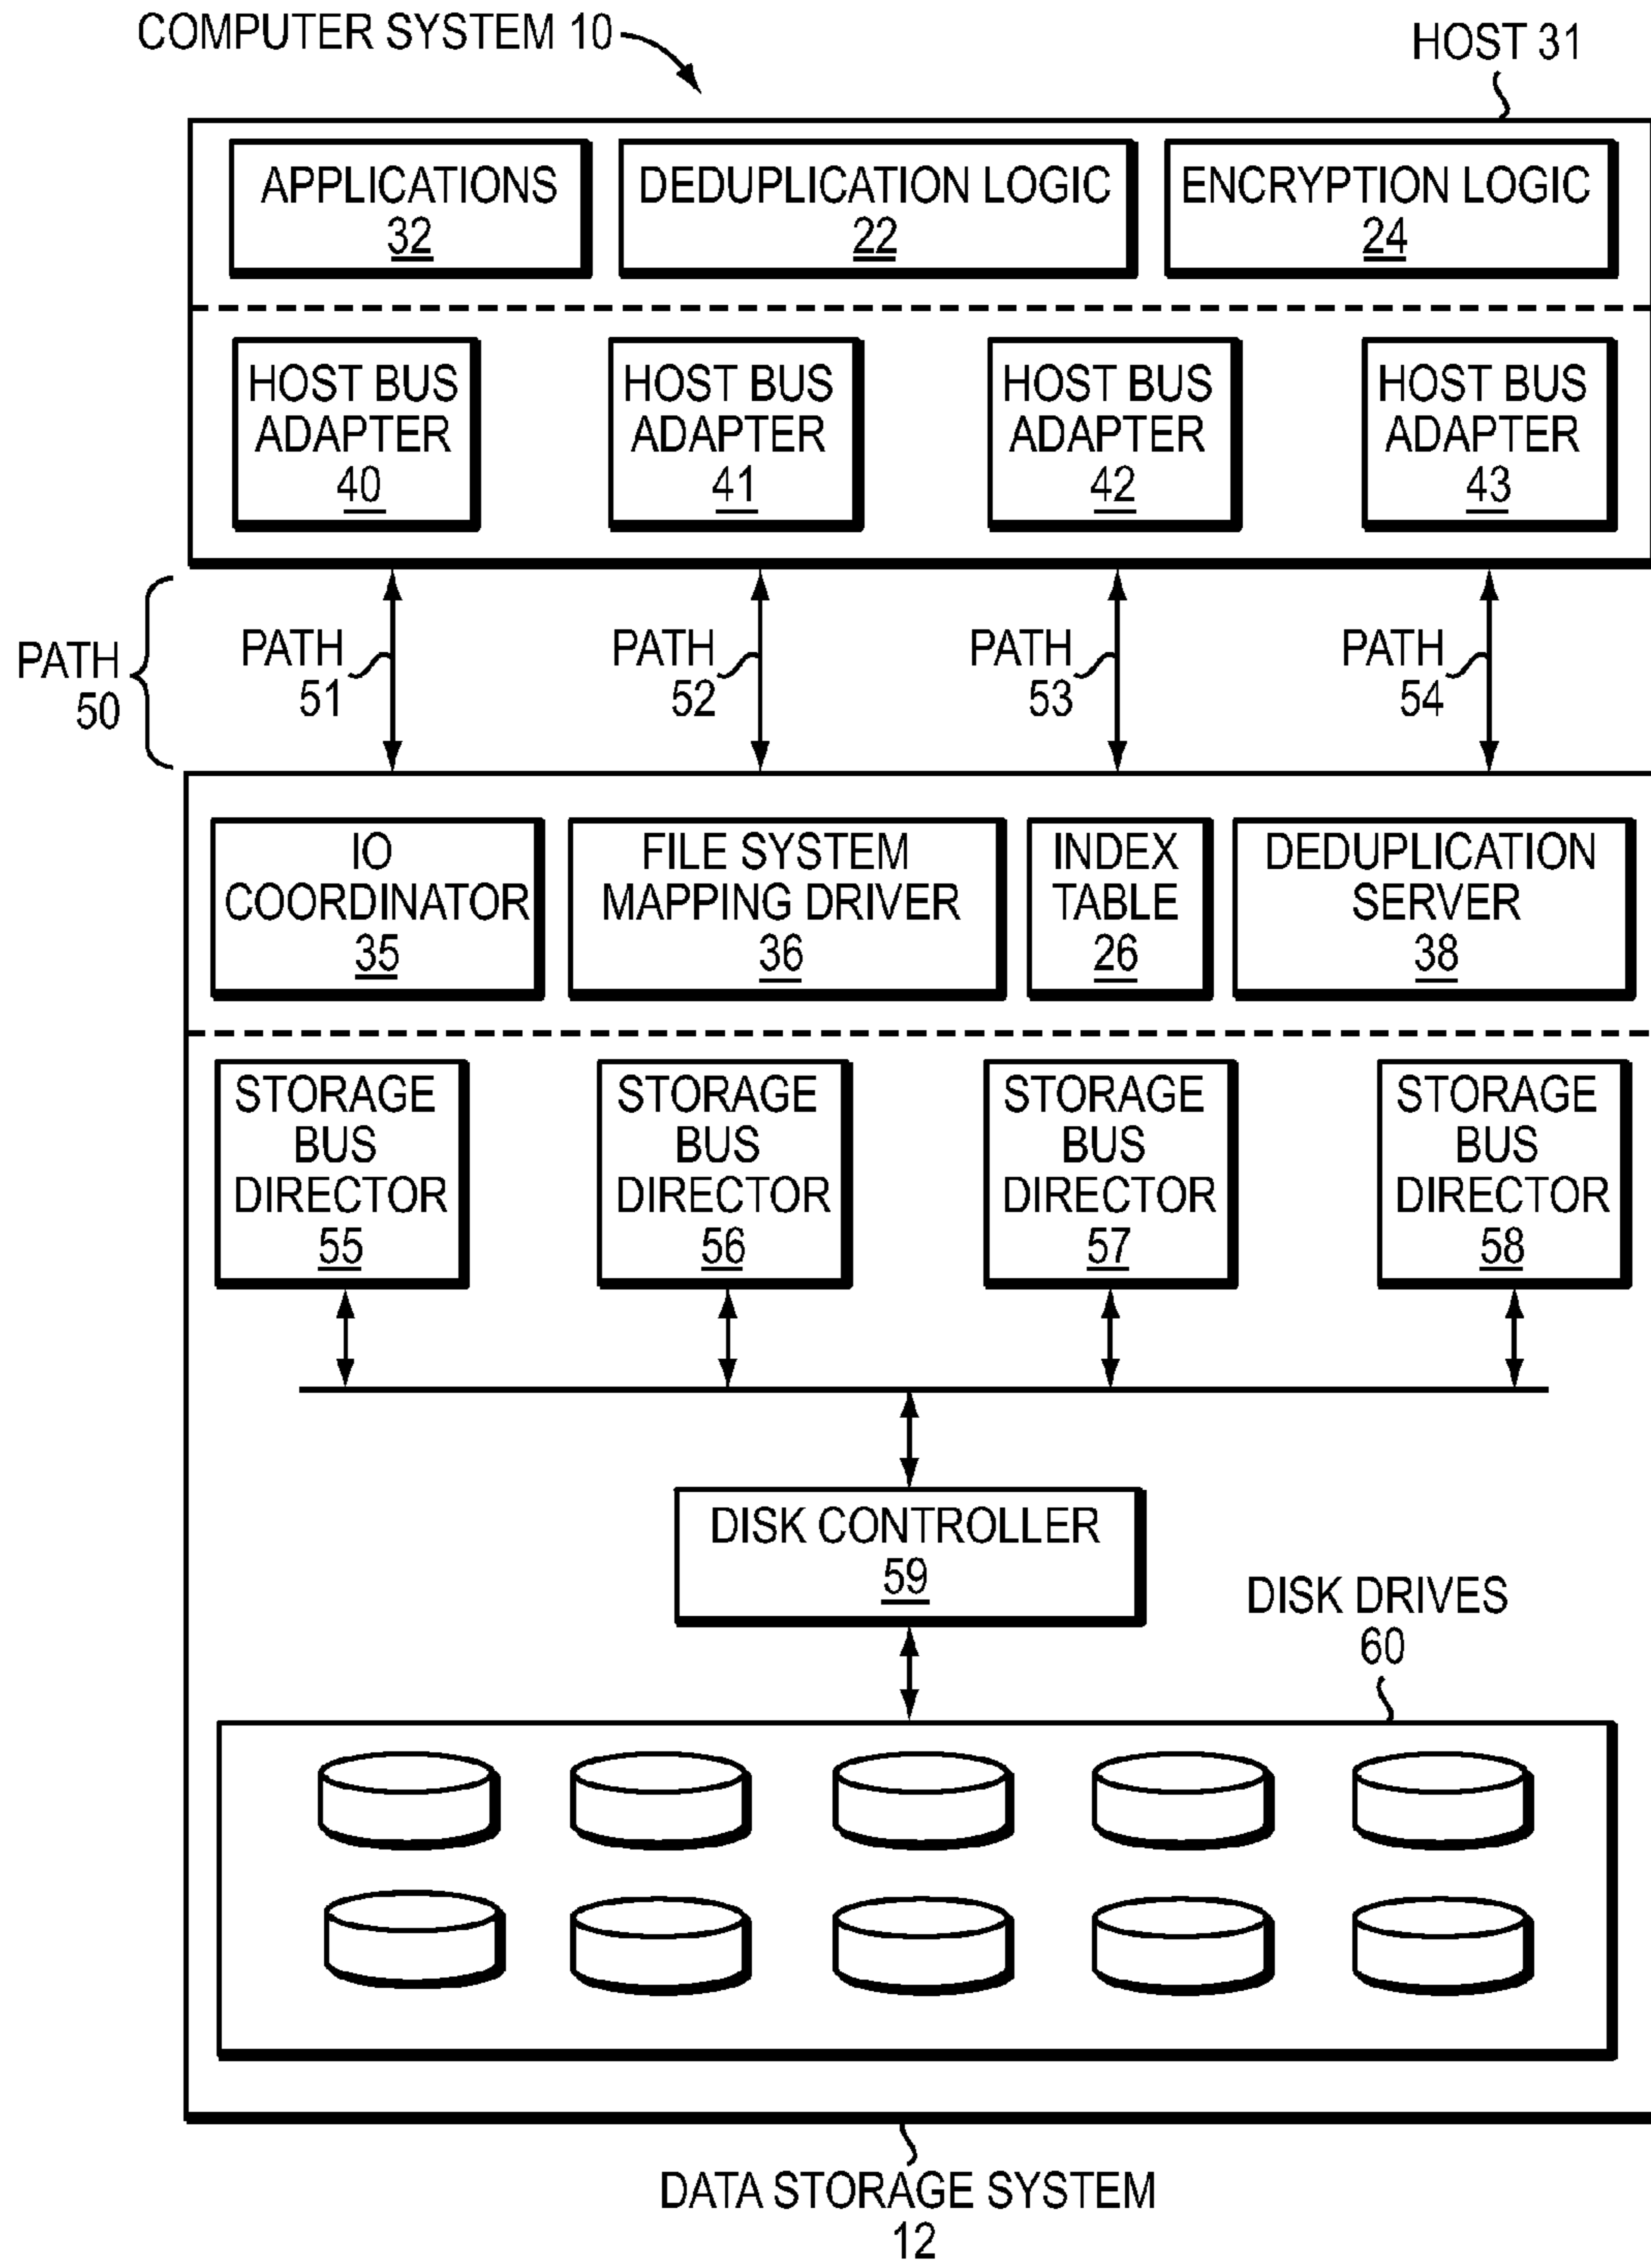 COMPUTER SYSTEM 10
HOST 31
APPLICATIONS
32
DEDUPLICATION LOGIC
22
ENCRYPTION LOGIC
24
HOST BUS
ADAPTER
40
HOST BUS
ADAPTER
41
HOST BUS
ADAPTER
42
HOST BUS
ADAPTER
43
PATH
50
PATH
51
PATH
52
PATH
53
PATH
54
IO
COORDINATOR
35
FILE SYSTEM
MAPPING DRIVER
36
INDEX
TABLE
26
DEDUPLICATION
SERVER
38
STORAGE
BUS
DIRECTOR
55
STORAGE
BUS
DIRECTOR
56
STORAGE
BUS
DIRECTOR
57
STORAGE
BUS
DIRECTOR
58
DISK CONTROLLER
59
DISK DRIVES
60
DATA STORAGE SYSTEM
12